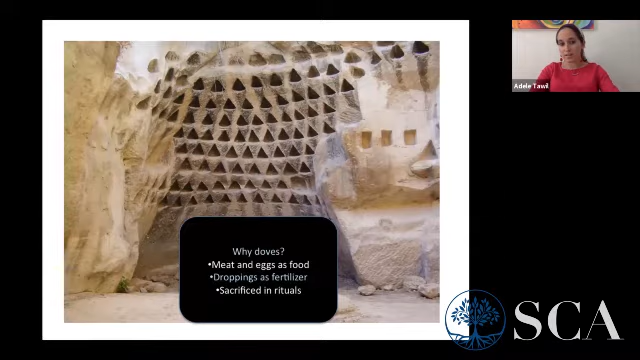 Adele Tawil
Why doves?
•Meat and eggs as food
•Droppings as fertilizer
•Sacrificed in rituals
SCA